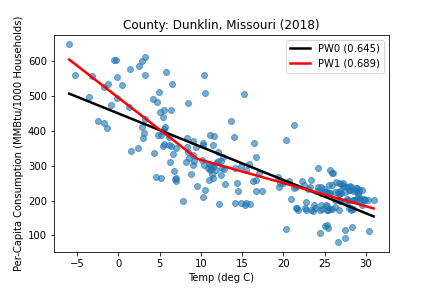 County: Dunklin, Missouri (2018)
PW0 (0.645)
PW1 (0.689)
Per-Capita Consumption (MMBtu/1000 Households)
600
500
400
300
200
100
−5
0
5
10
15
20
25
30
Temp (deg C)